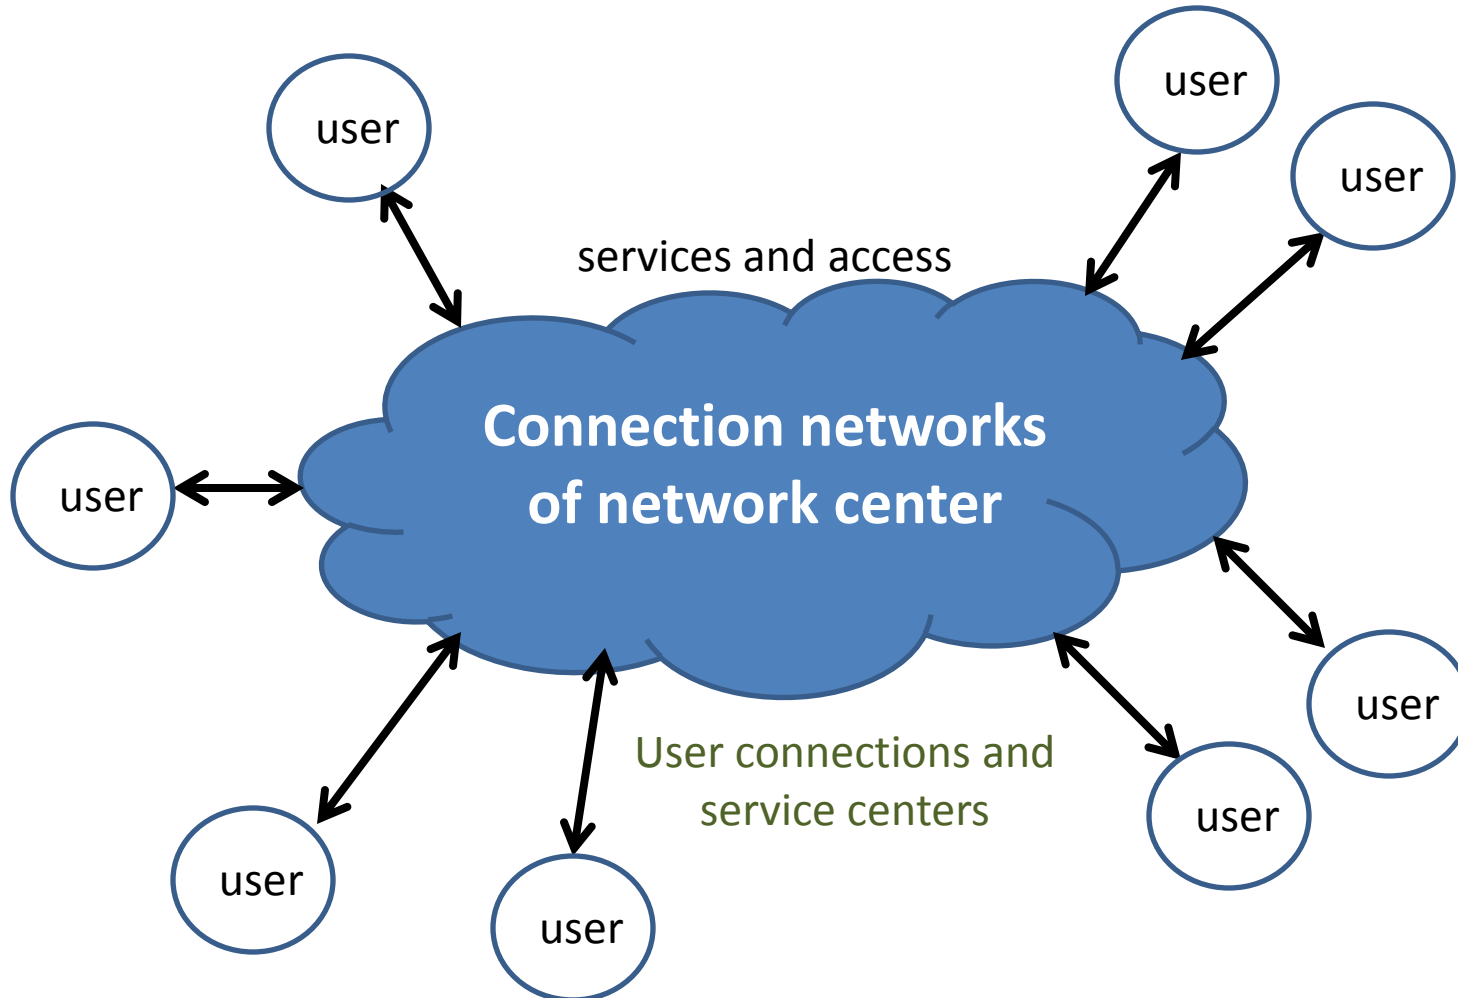 user
user
user
services and access
Connection networks
of network center
user
user
User connections and
service centers
user
user
user